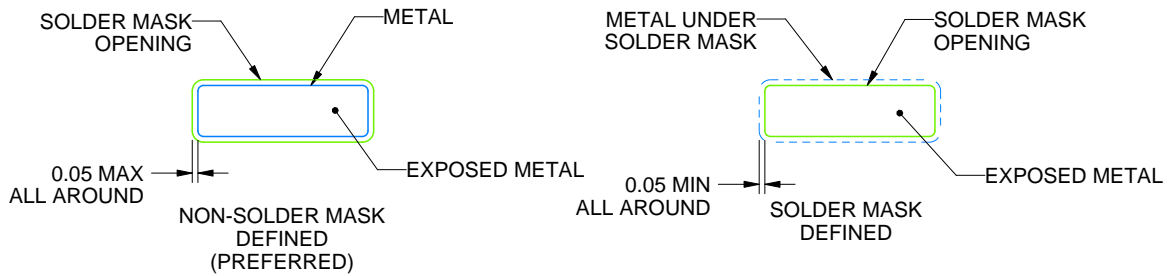 SOLDER MASK
OPENING
METAL
EXPOSED METAL
0.05 MAX
ALL AROUND
NON-SOLDER MASK
DEFINED
(PREFERRED)
METAL UNDER
SOLDER MASK
SOLDER MASK
OPENING
EXPOSED METAL
0.05 MIN
ALL AROUND
SOLDER MASK
DEFINED